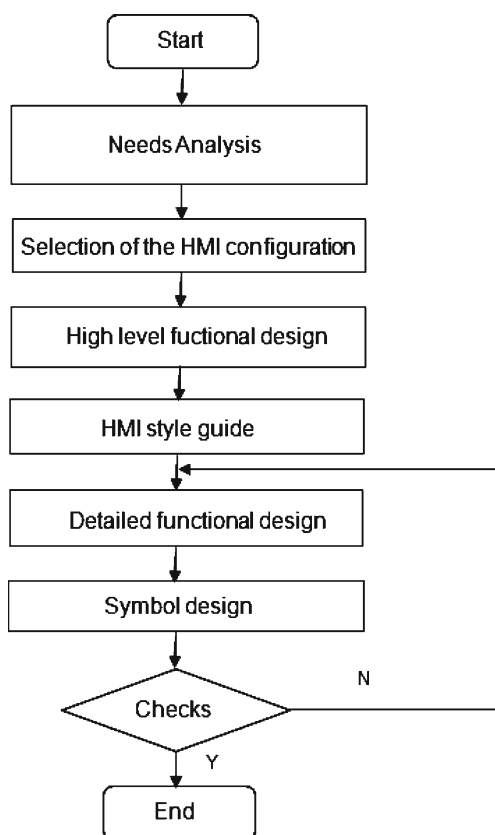 Start
Needs Analysis
Selection of the HMI configuration
High level fuctional design
HMI style guide
Detailed functional design
Symbol design
Checks
N
Y
End